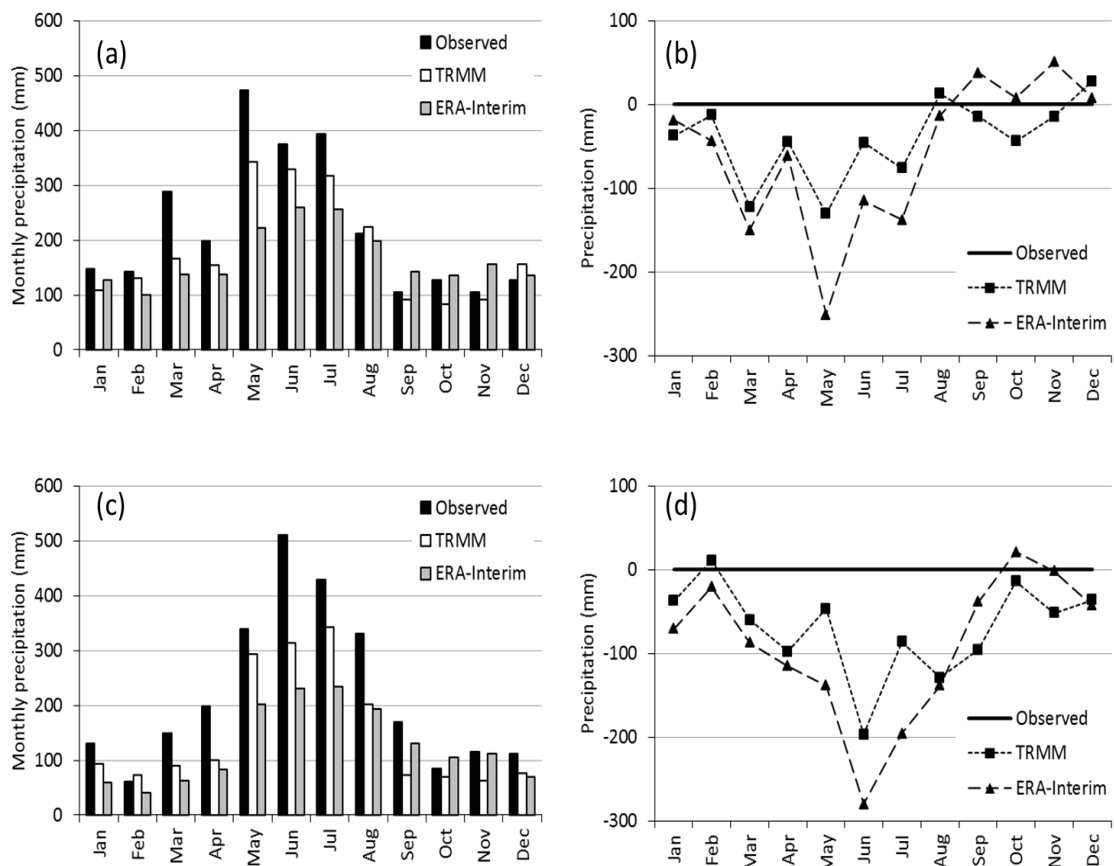 (a)
Monthly precipitation (mm)
600
500
400
300
200
100
0
Observed
TRMM
ERA-Interim
Jan
Feb
Mar
Apr
May
Jun
Jul
Aug
Sep
Oct
Nov
Dec
(b)
Precipitation (mm)
100
0
-100
-200
-300
Observed
TRMM
ERA-Interim
Jan
Feb
Mar
Apr
May
Jun
Jul
Aug
Sep
Oct
Nov
Dec
(c)
Monthly precipitation (mm)
600
500
400
300
200
100
0
Observed
TRMM
ERA-Interim
Jan
Feb
Mar
Apr
May
Jun
Jul
Aug
Sep
Oct
Nov
Dec
(d)
Precipitation (mm)
100
0
-100
-200
-300
Observed
TRMM
ERA-Interim
Jan
Feb
Mar
Apr
May
Jun
Jul
Aug
Sep
Oct
Nov
Dec